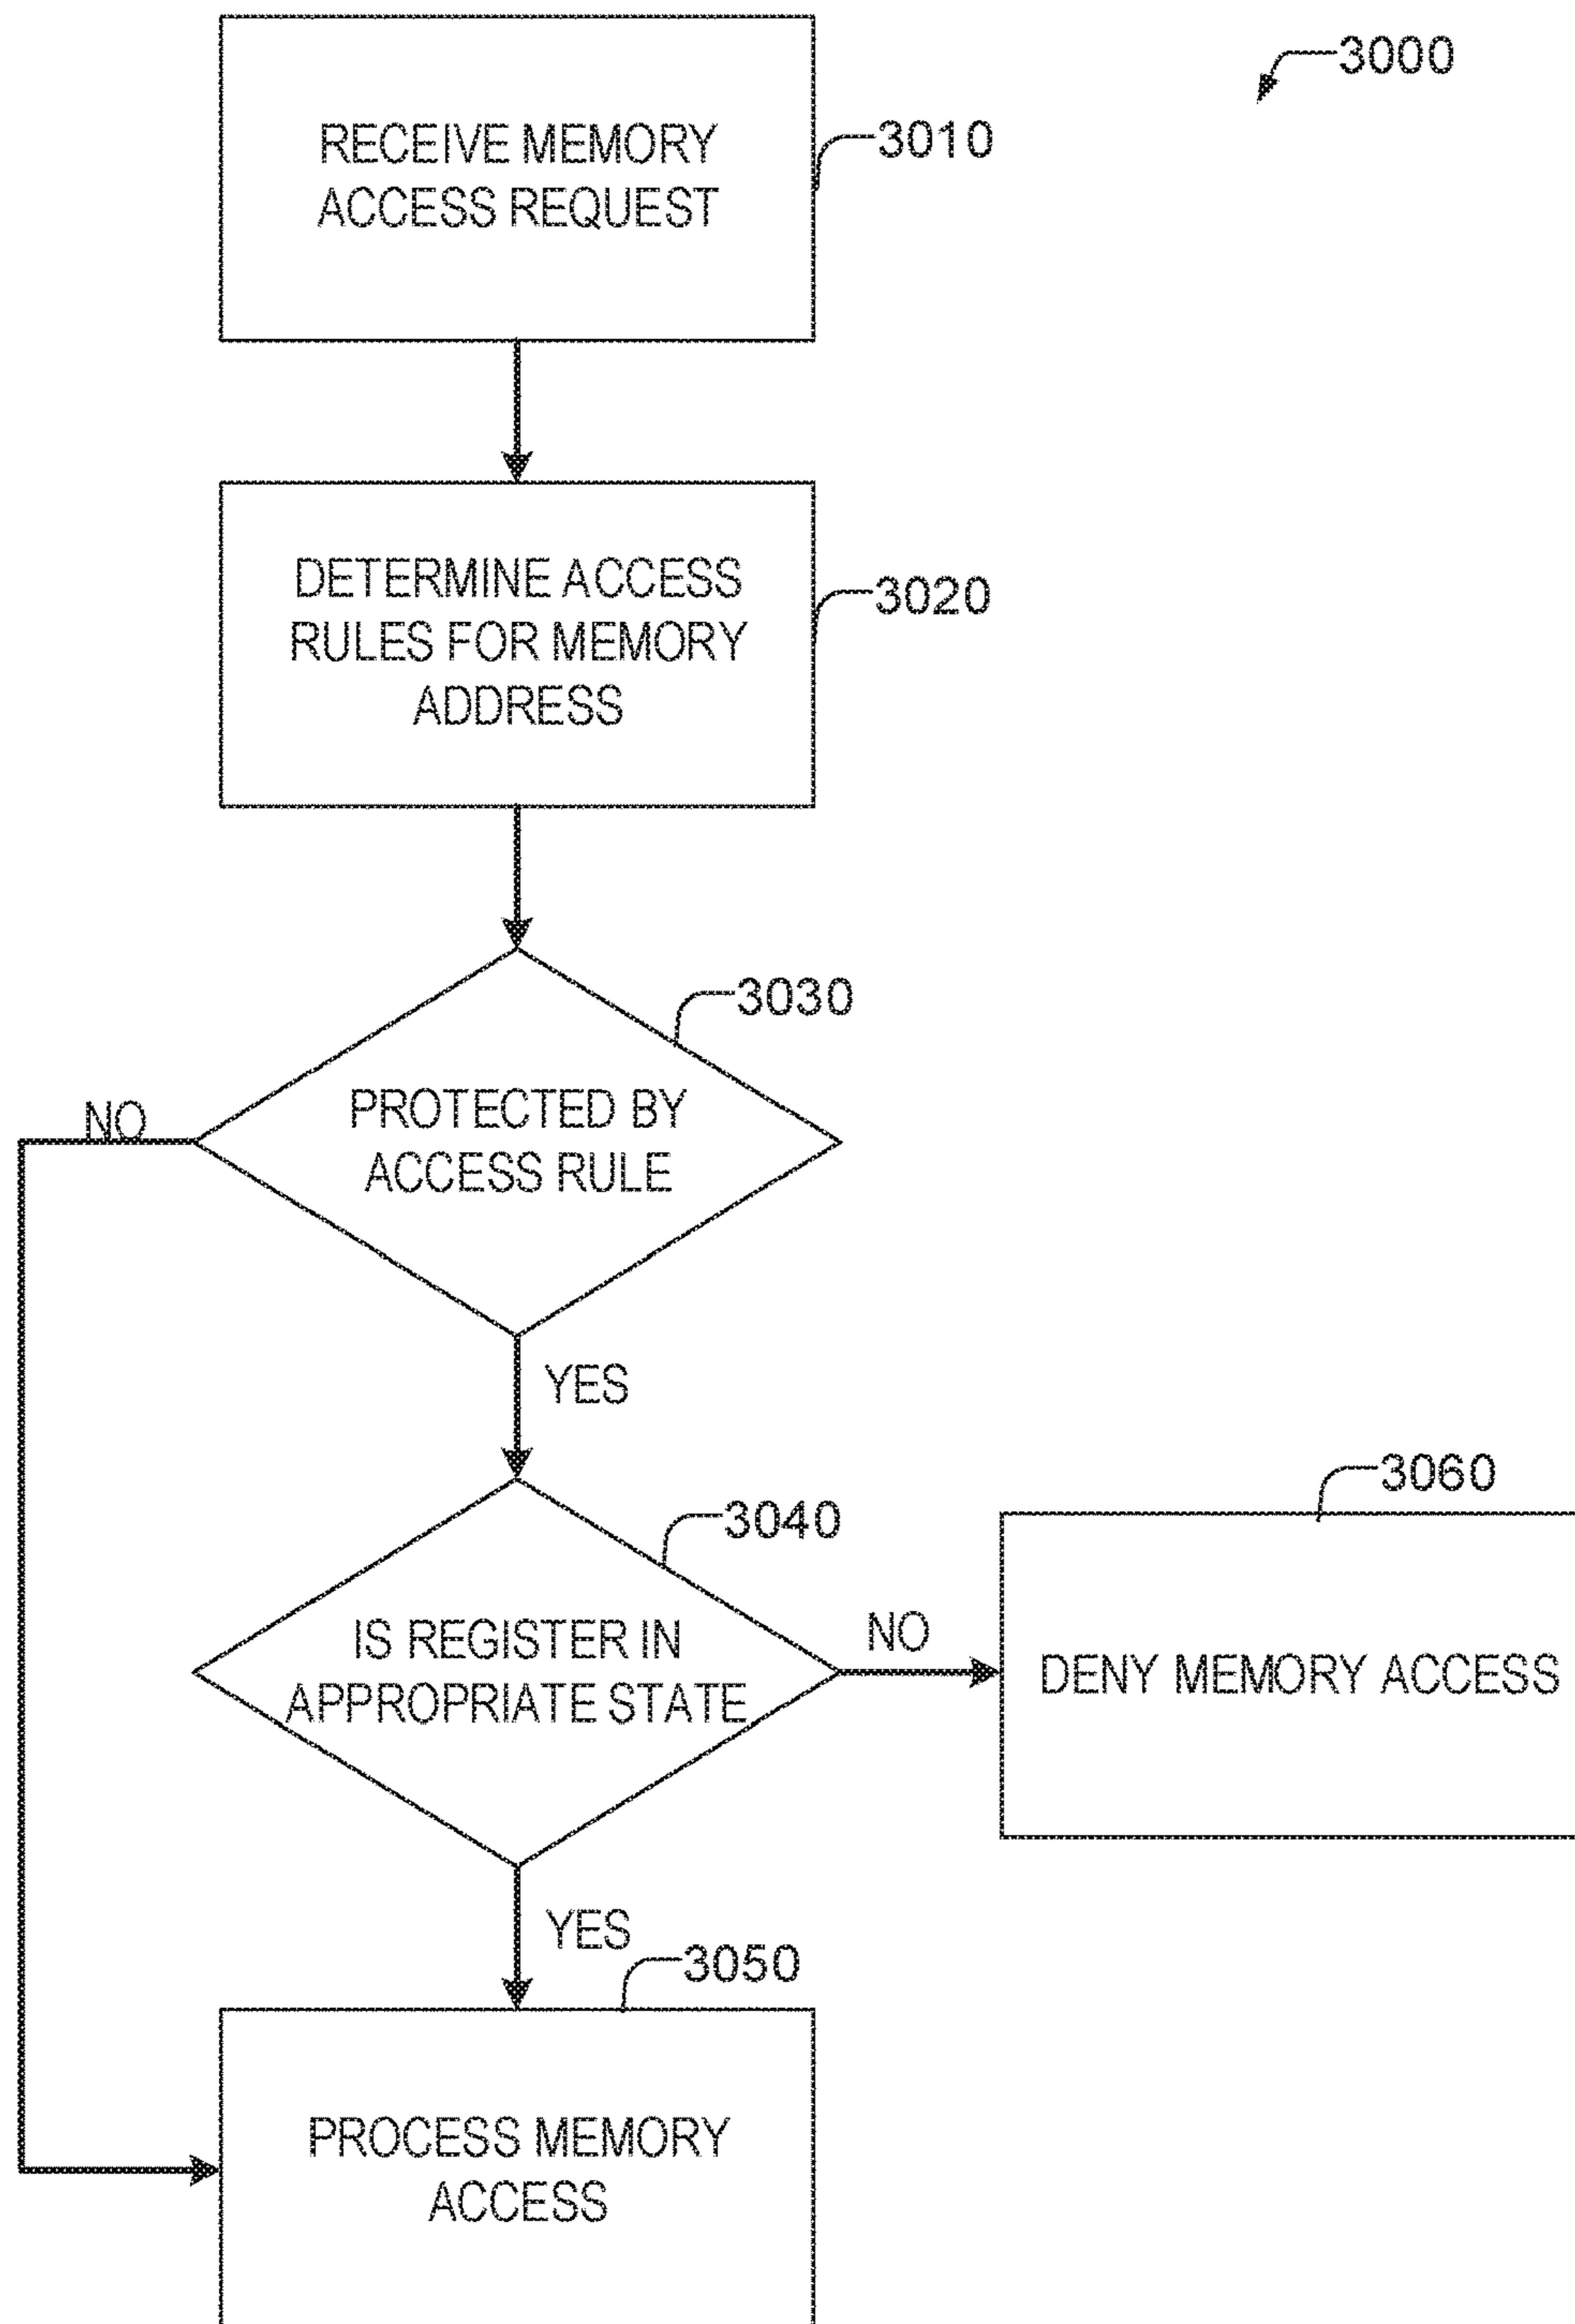 3000
RECEIVE MEMORY
ACCESS REQUEST
3010
DETERMINE ACCESS
RULES FOR MEMORY
ADDRESS
3020
3030
PROTECTED BY
ACCESS RULE
NO
YES
3040
IS REGISTER IN
APPROPRIATE STATE
NO
3060
DENY MEMORY ACCESS
YES
3050
PROCESS MEMORY
ACCESS